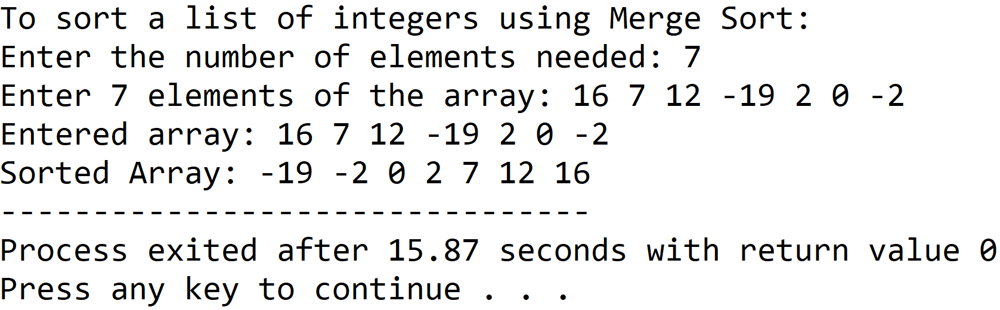 To sort a list of integers using Merge Sort:
Enter the number of elements needed: 7
Enter 7 elements of the array: 16 7 12 -19 2 0 -2
Entered array: 16 7 12 -19 2 0 -2
Sorted Array: -19 -2 0 2 7 12 16
--------------------------------
Process exited after 15.87 seconds with return value 0
Press any key to continue . . .